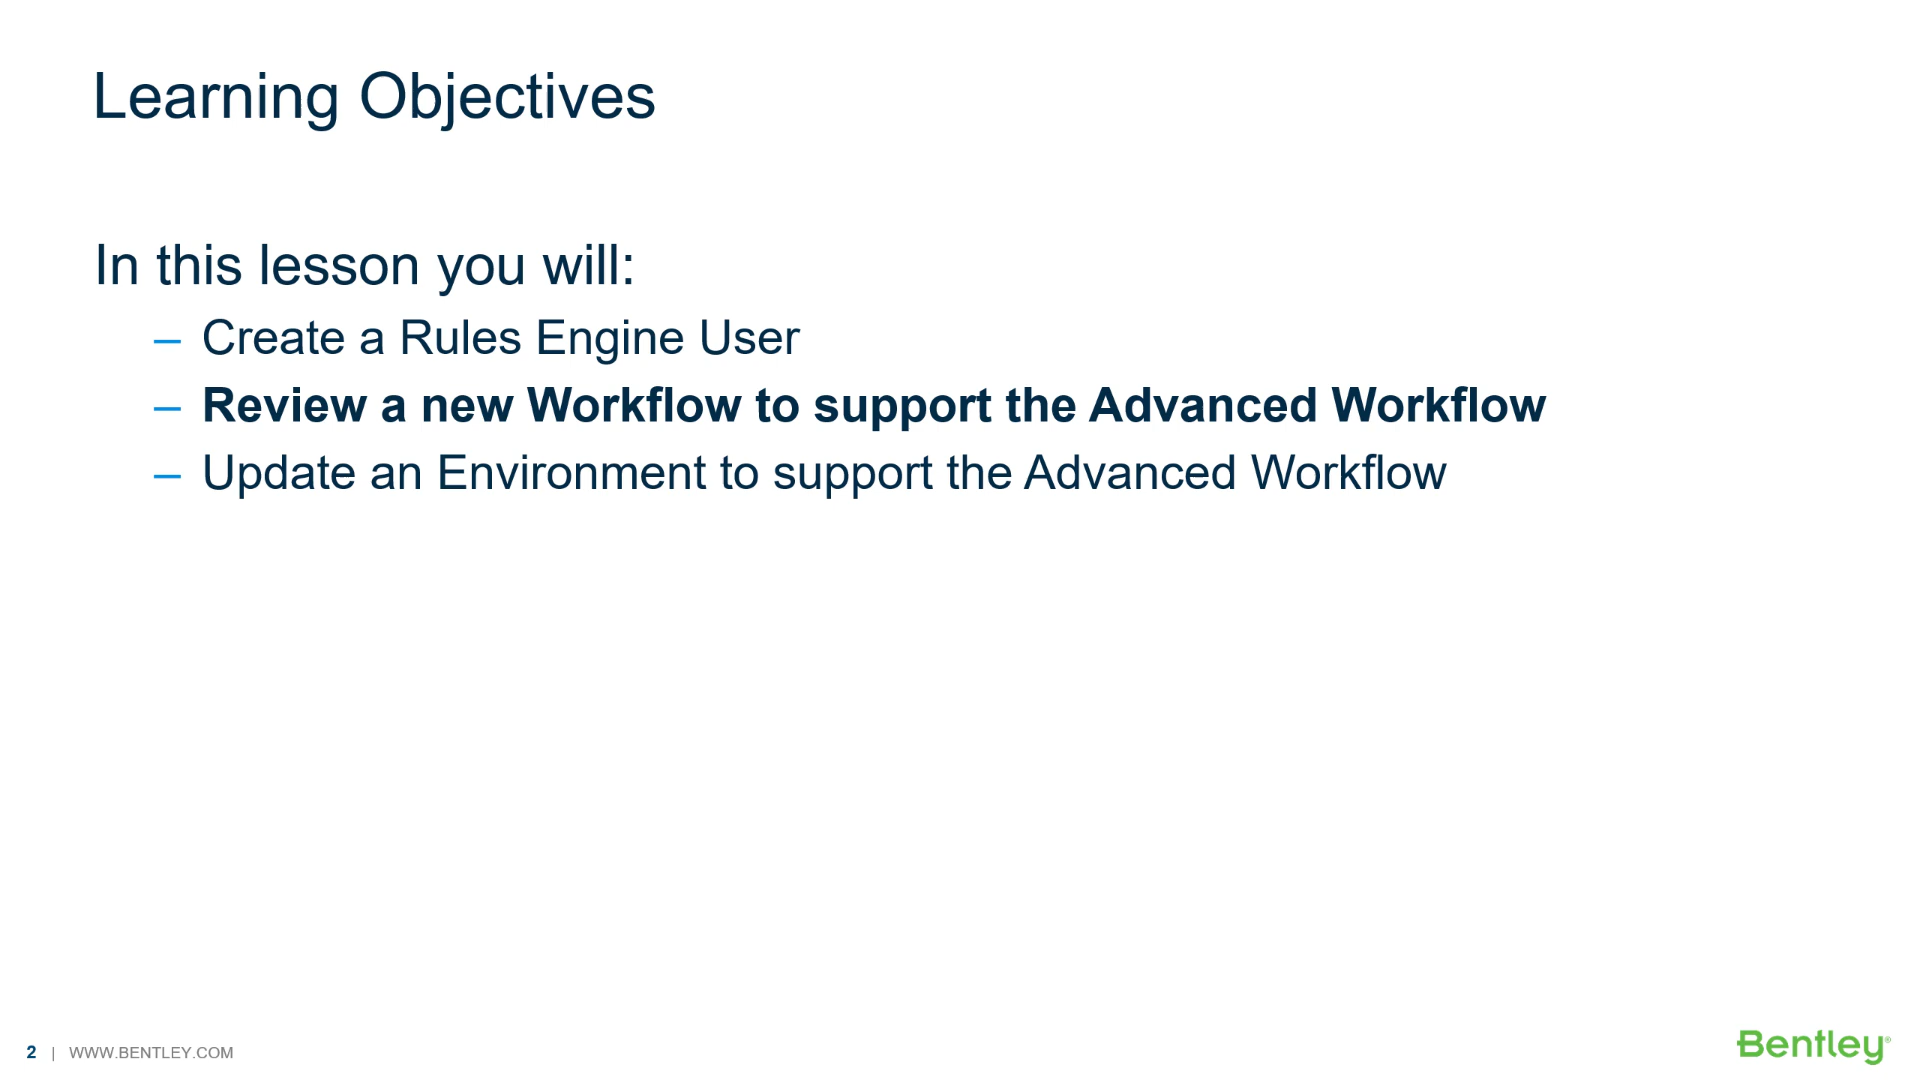 Learning Objectives
In this lesson you will:
– Create a Rules Engine User
– Review a new Workflow to support the Advanced Workflow
– Update an Environment to support the Advanced Workflow
2 | WWW.BENTLEY.COM
Bentley®